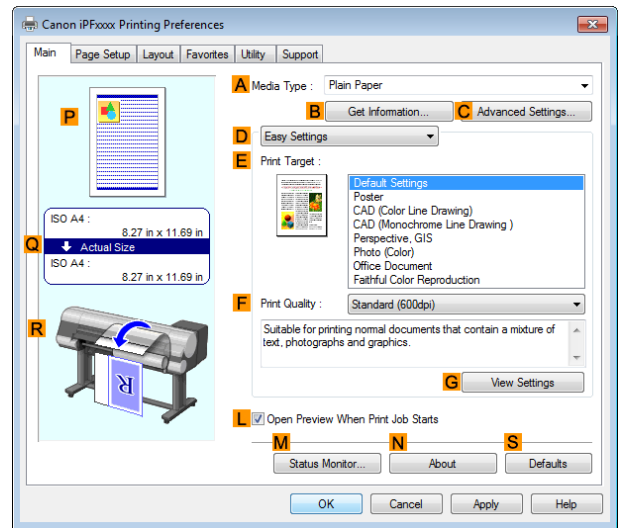 Canon iPFxxxx Printing Preferences
Main Page Setup Layout Favorites Utility Support
P
A Media Type : Plain Paper
B Get Information... C Advanced Settings...
D Easy Settings
E Print Target :
Default Settings
Poster
CAD (Color Line Drawing)
CAD (Monochrome Line Drawing )
Perspective, GIS
Photo (Color)
Office Document
Faithful Color Reproduction
ISO A4 :
8.27 in x 11.69 in
Q Actual Size
ISO A4 :
8.27 in x 11.69 in
F Print Quality : Standard (600dpi)
Suitable for printing normal documents that contain a mixture of
text, photographs and graphics.
G View Settings
R
R
L Open Preview When Print Job Starts
M N S
Status Monitor... About Defaults
OK Cancel Apply Help